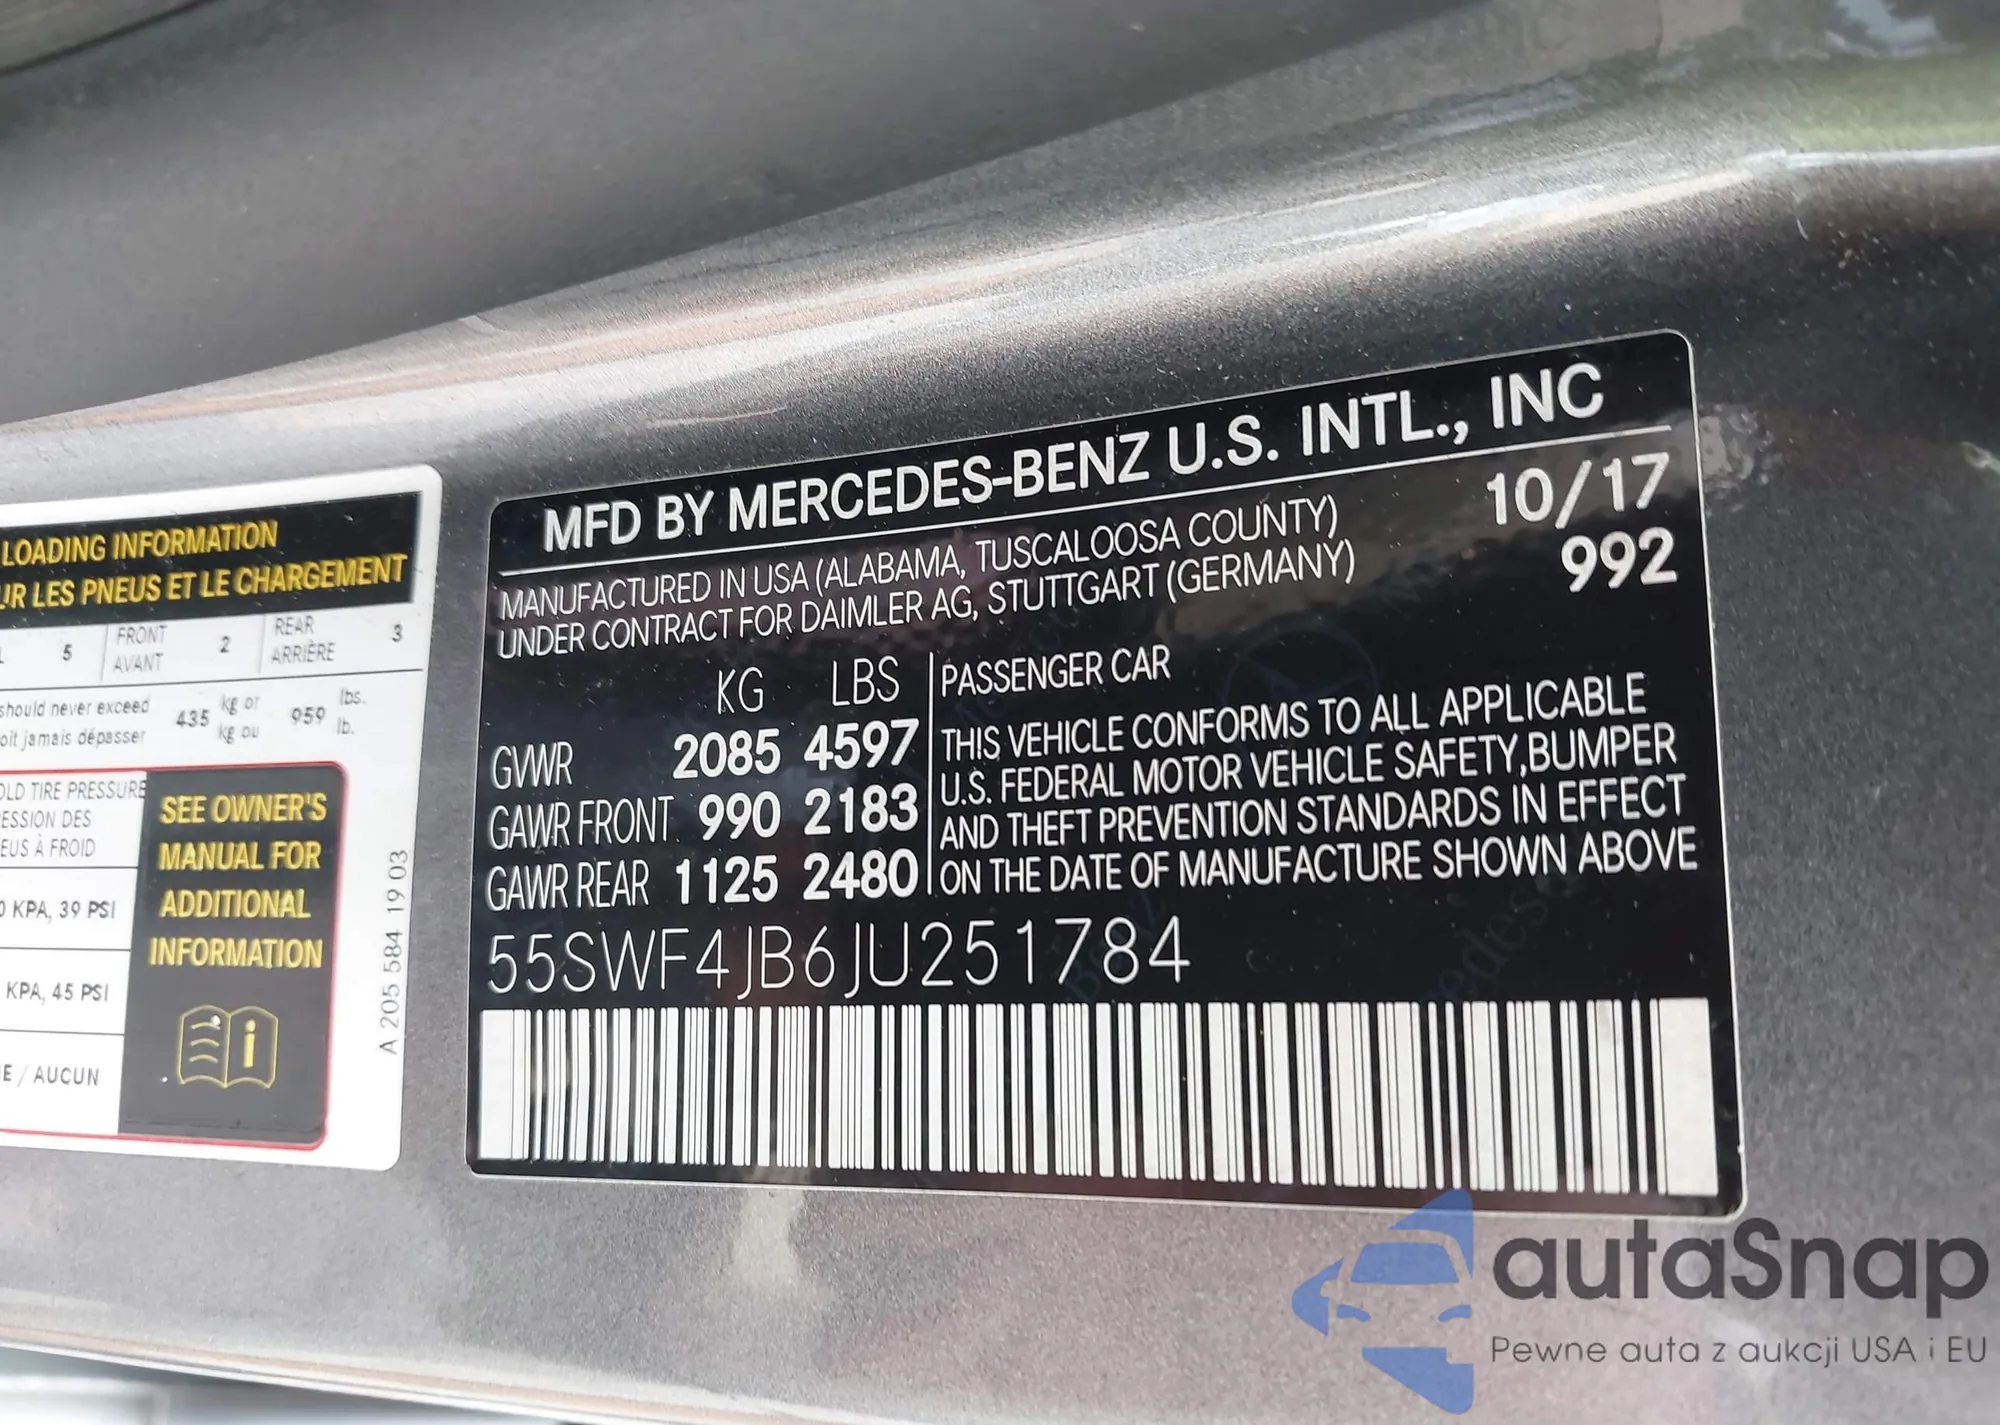 LOADING INFORMATION
UR LES PNEUS ET LE CHARGEMENT
5 FRONT AVANT 2 REAR ARRIÈRE 3
should never exceed 435 kg or 959 lbs.
oit jamais dépasser kg ou lb.
OLD TIRE PRESSURE
ESSION DES
EUS À FROID
0 KPA, 39 PSI
KPA, 45 PSI
E / AUCUN
SEE OWNER'S
MANUAL FOR
ADDITIONAL
INFORMATION
A 205 584 19 03
MFD BY MERCEDES-BENZ U.S. INTL., INC
MANUFACTURED IN USA (ALABAMA, TUSCALOOSA COUNTY) 10/17
UNDER CONTRACT FOR DAIMLER AG, STUTTGART (GERMANY) 992
KG LBS
GVWR 2085 4597
GAWR FRONT 990 2183
GAWR REAR 1125 2480
PASSENGER CAR
THIS VEHICLE CONFORMS TO ALL APPLICABLE
U.S. FEDERAL MOTOR VEHICLE SAFETY,BUMPER
AND THEFT PREVENTION STANDARDS IN EFFECT
ON THE DATE OF MANUFACTURE SHOWN ABOVE
55SWF4JB6JU251784
autaSnap
Pewne auta z aukcji USA i EU